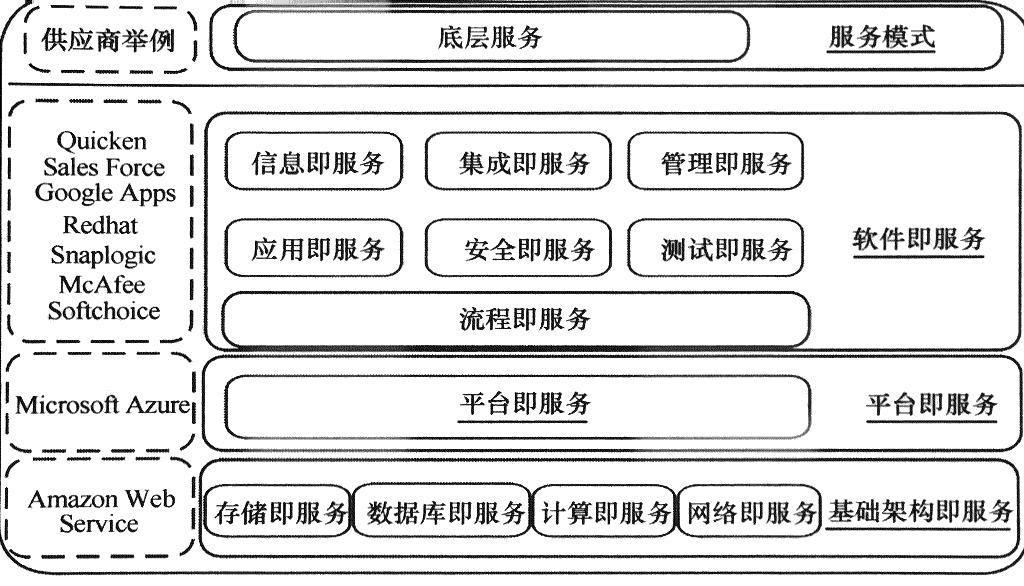 供应商举例
底层服务
服务模式
Quicken
Sales Force
Google Apps
Redhat
Snaplogic
McAfee
Softchoice
信息即服务
集成即服务
管理即服务
应用即服务
安全即服务
测试即服务
流程即服务
软件即服务
Microsoft Azure
平台即服务
平台即服务
Amazon Web
Service
存储即服务
数据库即服务
计算即服务
网络即服务
基础架构即服务